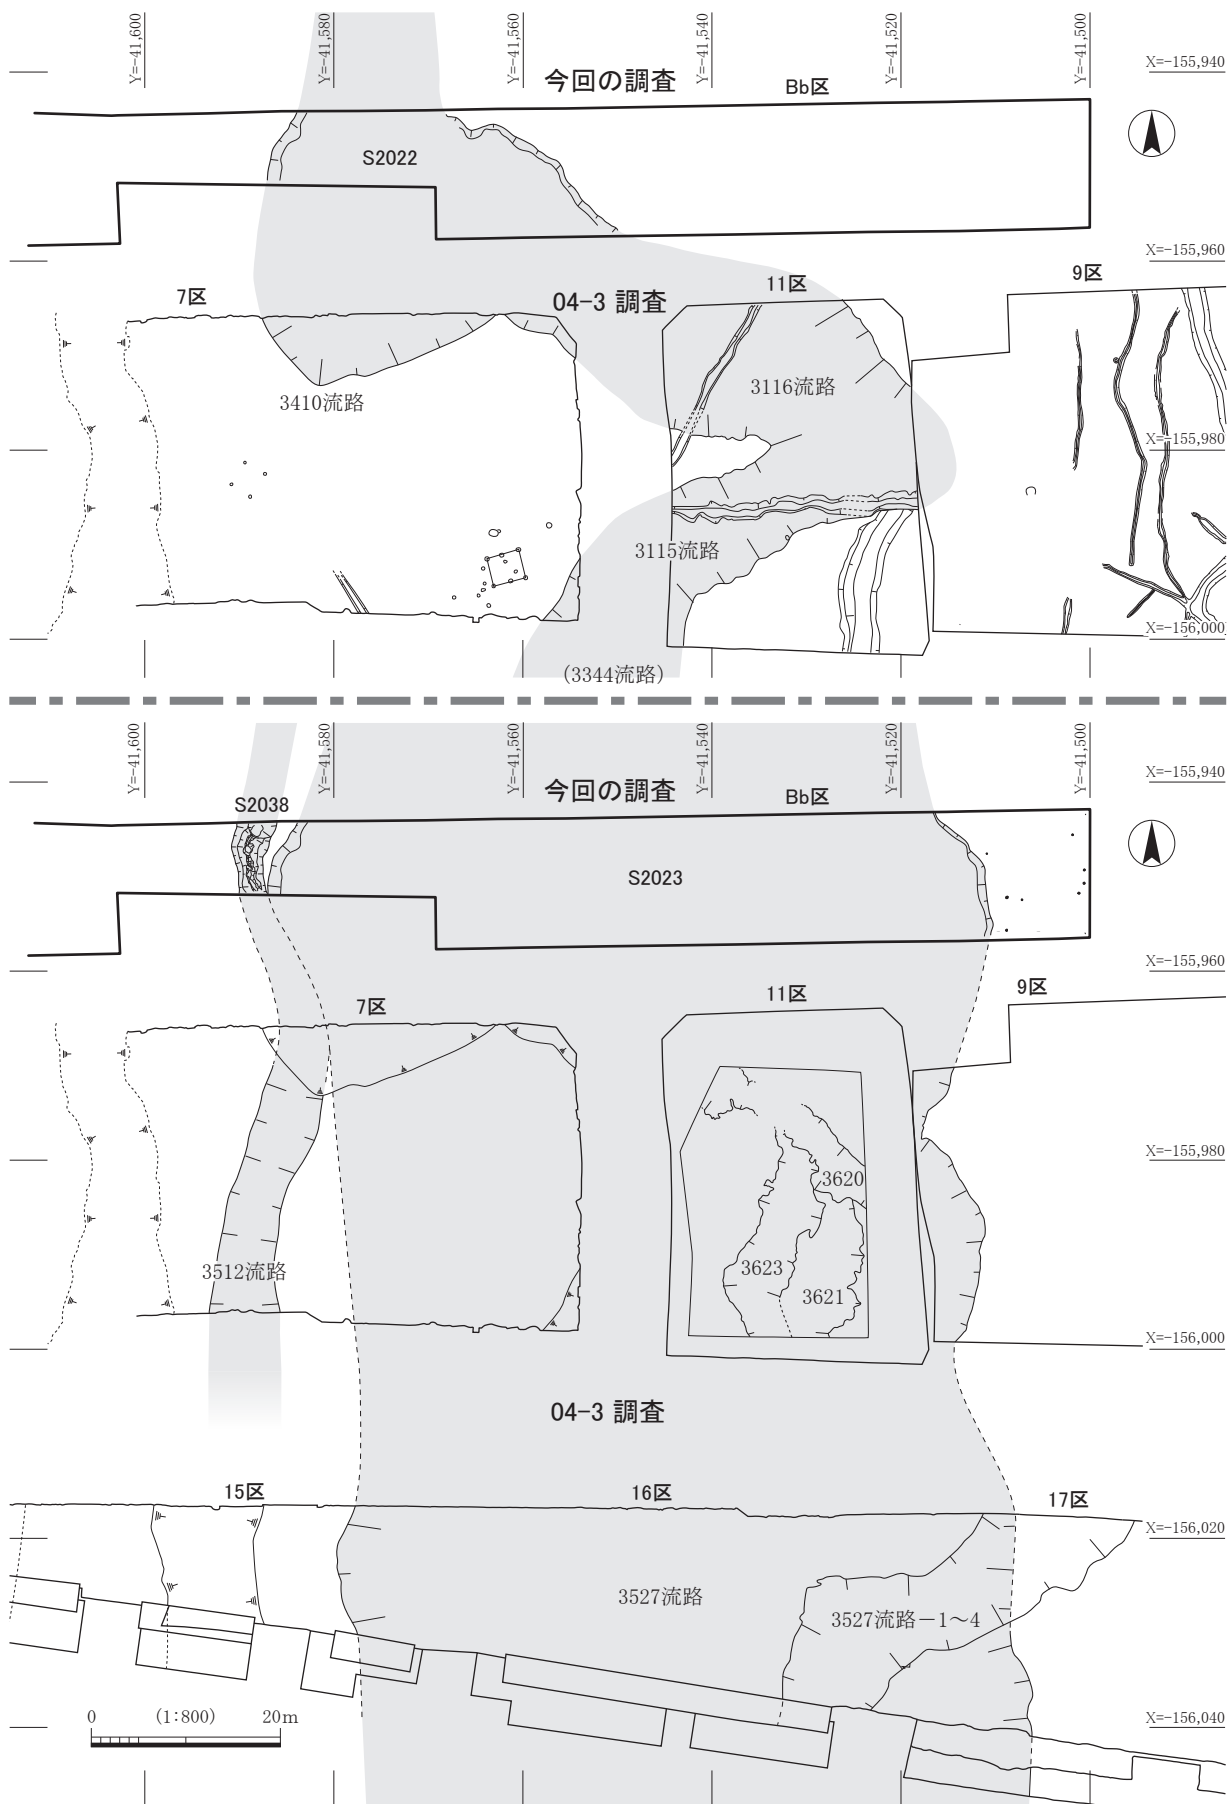 Y=-41,600
Y=-41,580
Y=-41,560
Y=-41,540
Y=-41,520
Y=-41,500
X=-155,940
今回の調査
Bb区
S2022
X=-155,960
7区
04-3 調査
11区
9区
3410流路
3116流路
X=-155,980
3115流路
X=-156,000
(3344流路)
Y=-41,600
Y=-41,580
Y=-41,560
Y=-41,540
Y=-41,520
Y=-41,500
X=-155,940
今回の調査
Bb区
S2038
S2023
X=-155,960
7区
11区
9区
X=-155,980
3620
3512流路
3623
3621
X=-156,000
04-3 調査
15区
16区
17区
X=-156,020
3527流路
3527流路－1～4
0 (1:800) 20m
X=-156,040